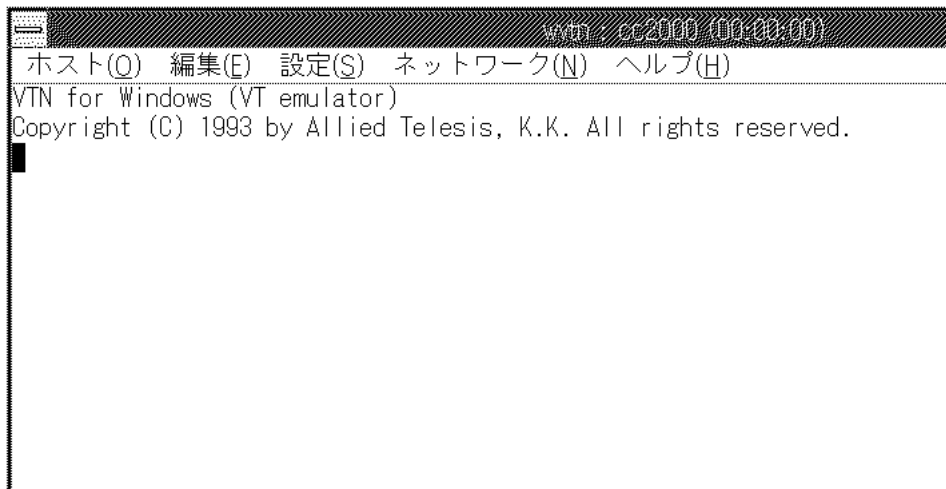 wvtn : cc2000 (00:00:00)
ホスト(O) 編集(E) 設定(S) ネットワーク(N) ヘルプ(H)
VTN for Windows (VT emulator)
Copyright (C) 1993 by Allied Telesis, K.K. All rights reserved.